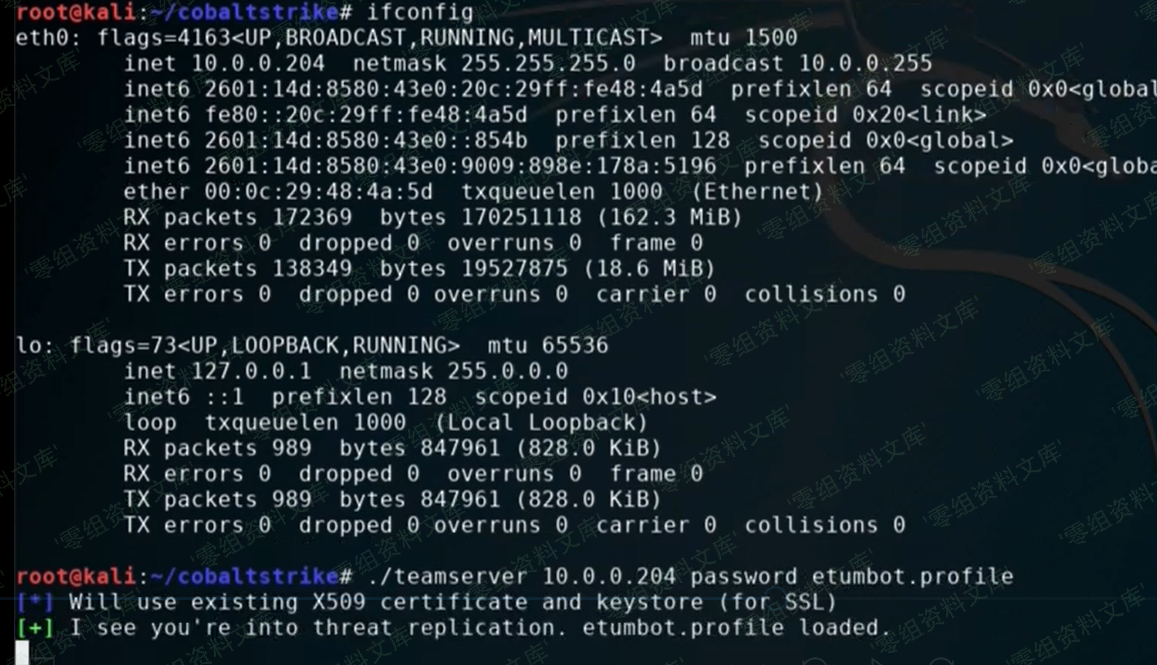 root@kali:~/cobaltstrike# ifconfig
eth0: flags=4163<UP,BROADCAST,RUNNING,MULTICAST>  mtu 1500
        inet 10.0.0.204  netmask 255.255.255.0  broadcast 10.0.0.255
        inet6 2601:14d:8580:43e0:20c:29ff:fe48:4a5d  prefixlen 64  scopeid 0x0<global
        inet6 fe80::20c:29ff:fe48:4a5d  prefixlen 64  scopeid 0x20<link>
        inet6 2601:14d:8580:43e0::854b  prefixlen 128  scopeid 0x0<global>
        inet6 2601:14d:8580:43e0:9009:898e:178a:5196  prefixlen 64  scopeid 0x0<globa
        ether 00:0c:29:48:4a:5d  txqueuelen 1000  (Ethernet)
        RX packets 172369  bytes 170251118 (162.3 MiB)
        RX errors 0  dropped 0  overruns 0  frame 0
        TX packets 138349  bytes 19527875 (18.6 MiB)
        TX errors 0  dropped 0 overruns 0  carrier 0  collisions 0
lo: flags=73<UP,LOOPBACK,RUNNING>  mtu 65536
        inet 127.0.0.1  netmask 255.0.0.0
        inet6 ::1  prefixlen 128  scopeid 0x10<host>
        loop  txqueuelen 1000  (Local Loopback)
        RX packets 989  bytes 847961 (828.0 KiB)
        RX errors 0  dropped 0  overruns 0  frame 0
        TX packets 989  bytes 847961 (828.0 KiB)
        TX errors 0  dropped 0 overruns 0  carrier 0  collisions 0
root@kali:~/cobaltstrike# ./teamserver 10.0.0.204 password etumbot.profile
[*] Will use existing X509 certificate and keystore (for SSL)
[+] I see you're into threat replication. etumbot.profile loaded.
'零组资料文库'